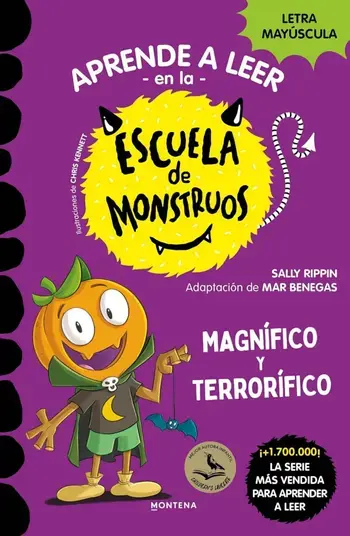 LETRA
MAYÚSCULA
APRENDE A LEER
- en la -
ESCUELA
de
MONSTRUOS
Ilustraciones de CHRIS KENNETT
SALLY RIPPIN
Adaptación de MAR BENEGAS
MAGNÍFICO
Y
TERRORÍFICO
¡+1.700.000!
LA SERIE
MÁS VENDIDA
PARA APRENDER
A LEER
MONTENA